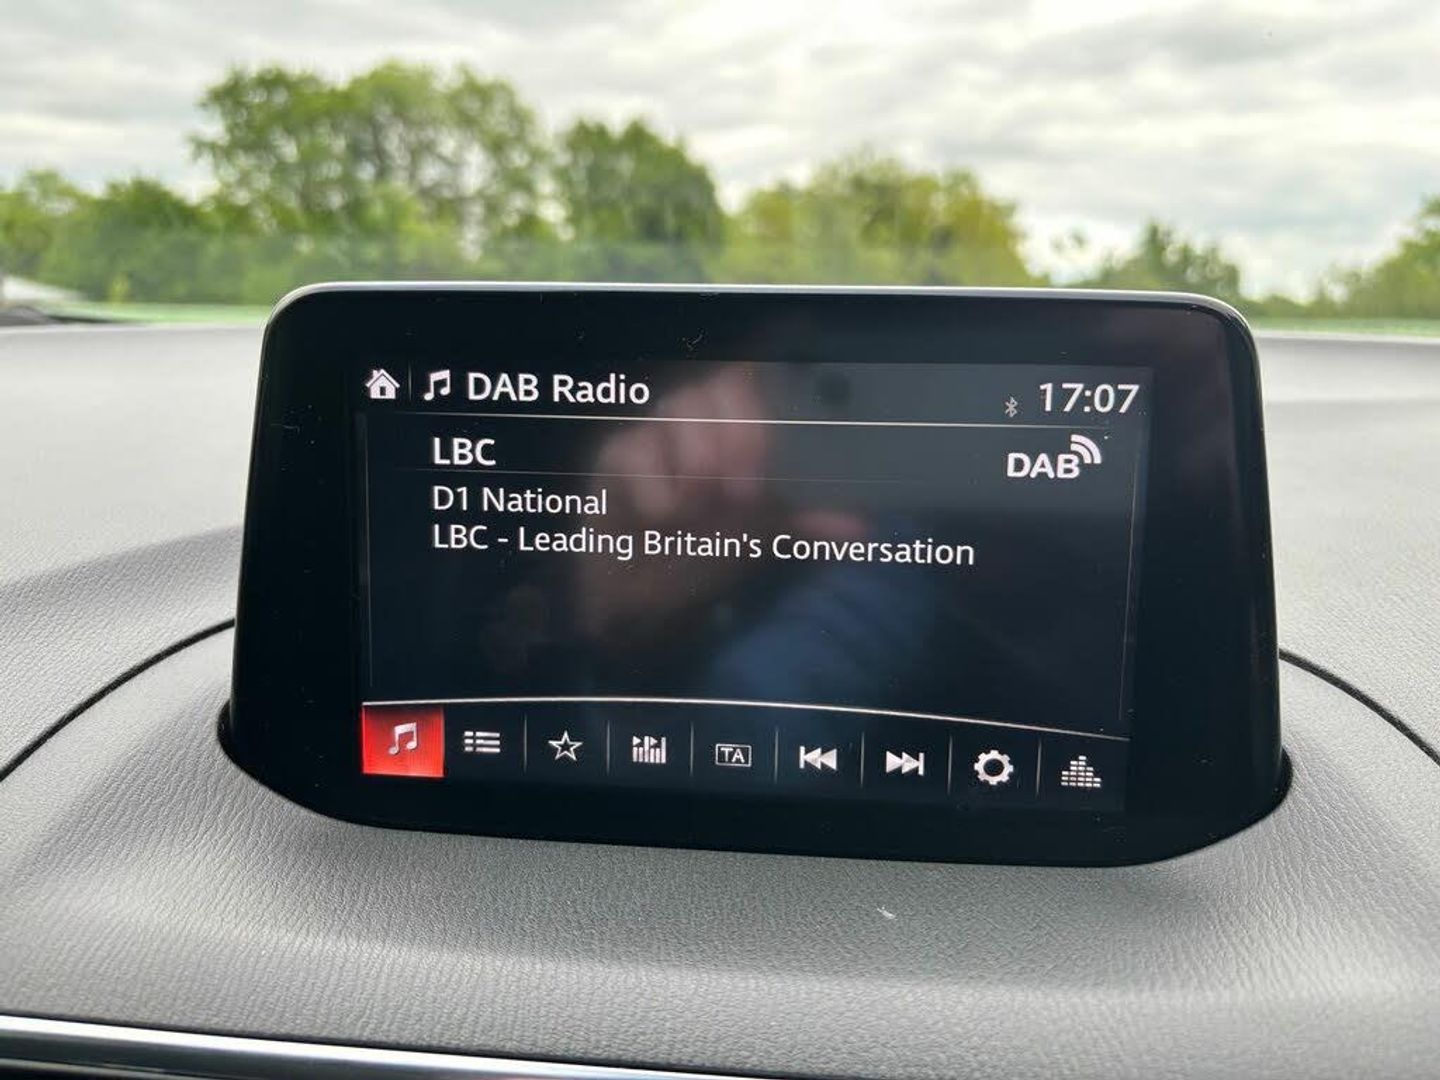 DAB Radio
17:07
LBC
DAB
D1 National
LBC - Leading Britain's Conversation
TA